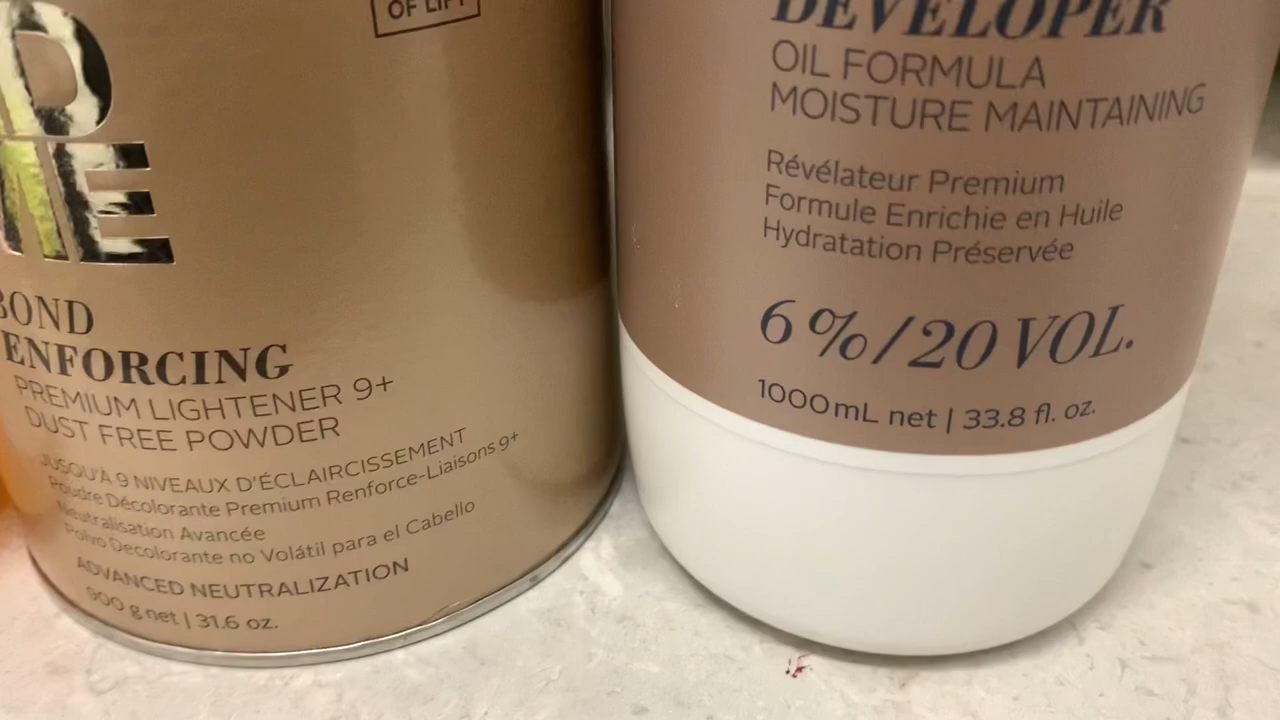 OF LIFT
BOND
ENFORCING
PREMIUM LIGHTENER 9+
DUST FREE POWDER
JUSQU'À 9 NIVEAUX D'ÉCLAIRCISSEMENT
Poudre Décolorante Premium Renforce-Liaisons 9+
Neutralisation Avancée
Polvo Decolorante no Volátil para el Cabello
ADVANCED NEUTRALIZATION
900 g net | 31.6 oz.
DEVELOPER
OIL FORMULA
MOISTURE MAINTAINING
Révélateur Premium
Formule Enrichie en Huile
Hydratation Préservée
6%/20 VOL.
1000mL net | 33.8 fl. oz.